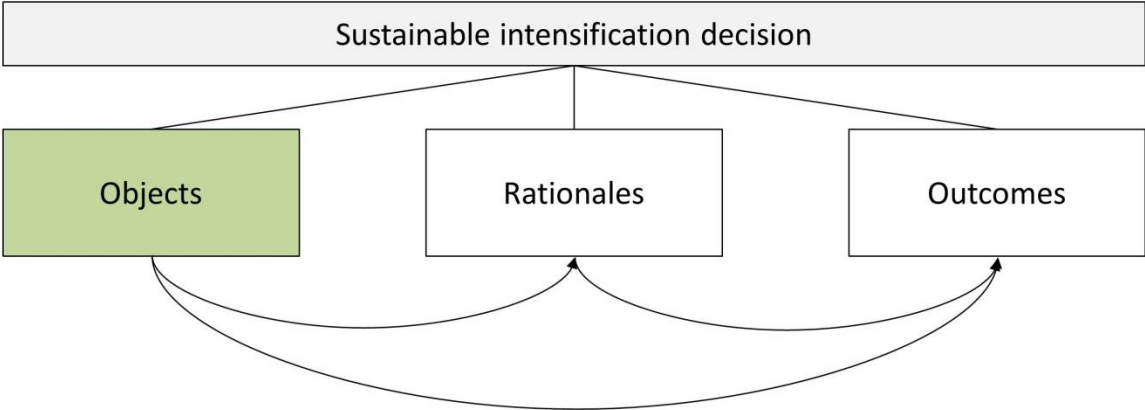 Sustainable intensification decision
Objects
Rationales
Outcomes